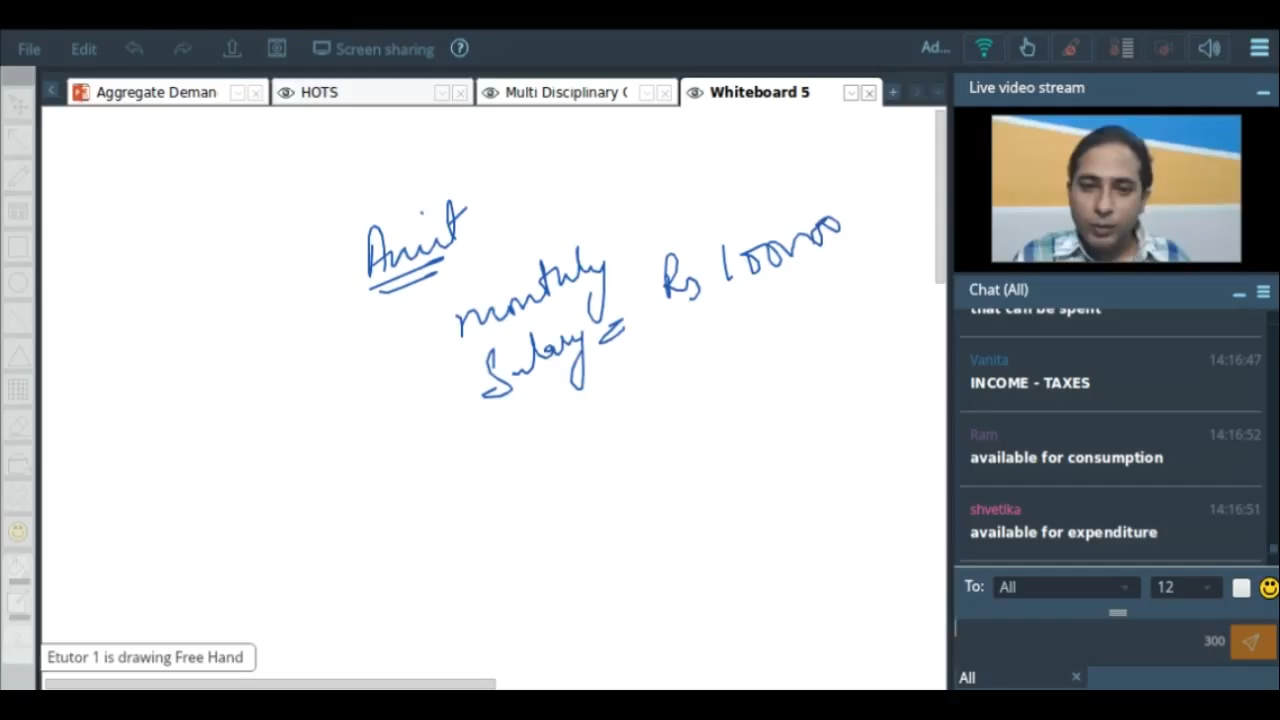 File Edit Screen sharing ? Ad...
Aggregate Deman HOTS Multi Disciplinary C Whiteboard 5
Live video stream
Amit
monthly Rs 100000
Salary =
Chat (All)
that can be spent
Vanita 14:16:47
INCOME - TAXES
Ram 14:16:52
available for consumption
shvetika 14:16:51
available for expenditure
To: All 12
300
All
Etutor 1 is drawing Free Hand